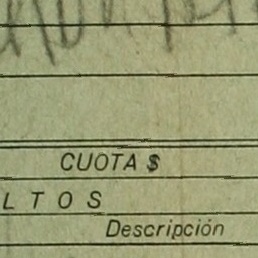 CUOTA $
L T O S
Descripción